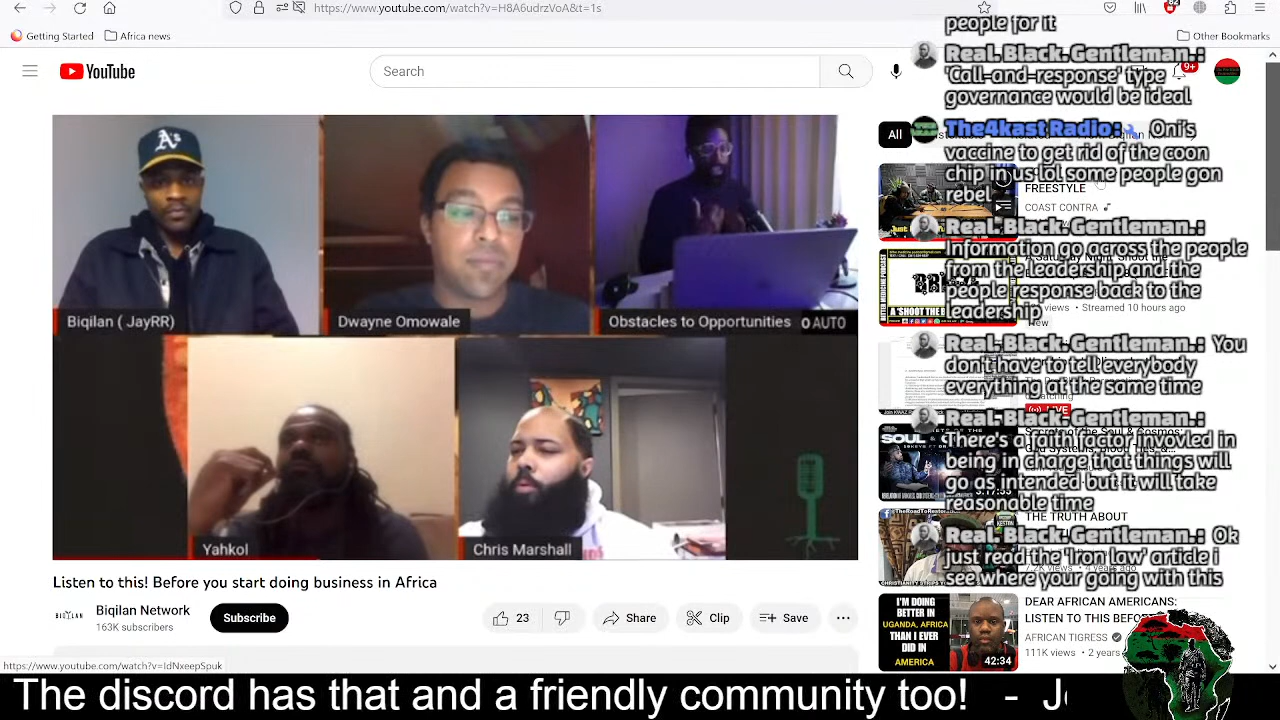 https://www.youtube.com/watch?v=H8A6udrzVoA&t=1s
Getting Started
Africa news
Other Bookmarks
YouTube
Search
9+
people for it
Real. Black. Gentleman. :
'Call-and-response' type
governance would be ideal
The4kast Radio : Oni's
vaccine to get rid of the coon
chip in us lol some people gon
rebel
Real. Black. Gentleman. :
Information go across the people
from the leadership and the
people response back to the
leadership
Real. Black. Gentleman. : You
don't have to tell everybody
everything at the same time
Real. Black. Gentleman. :
There's a faith factor invovled in
being in charge that things will
go as intended but it will take
reasonable time
Real. Black. Gentleman. : Ok
just read the 'Iron law' article i
see where your going with this
All
FREESTYLE
COAST CONTRA
Streamed 10 hours ago
THE TRUTH ABOUT
DEAR AFRICAN AMERICANS:
LISTEN TO THIS BEFO
AFRICAN TIGRESS
111K views
2 years
I'M DOING
BETTER IN
UGANDA, AFRICA
THAN I EVER
DID IN
AMERICA
42:34
A's
Biqilan ( JayRR)
Dwayne Omowale
Obstacles to Opportunities
AUTO
Yahkol
Chris Marshall
Listen to this! Before you start doing business in Africa
Biqilan Network
163K subscribers
Subscribe
23
Share
Clip
Save
https://www.youtube.com/watch?v=IdNxeepSpuk
The discord has that and a friendly community too! - J